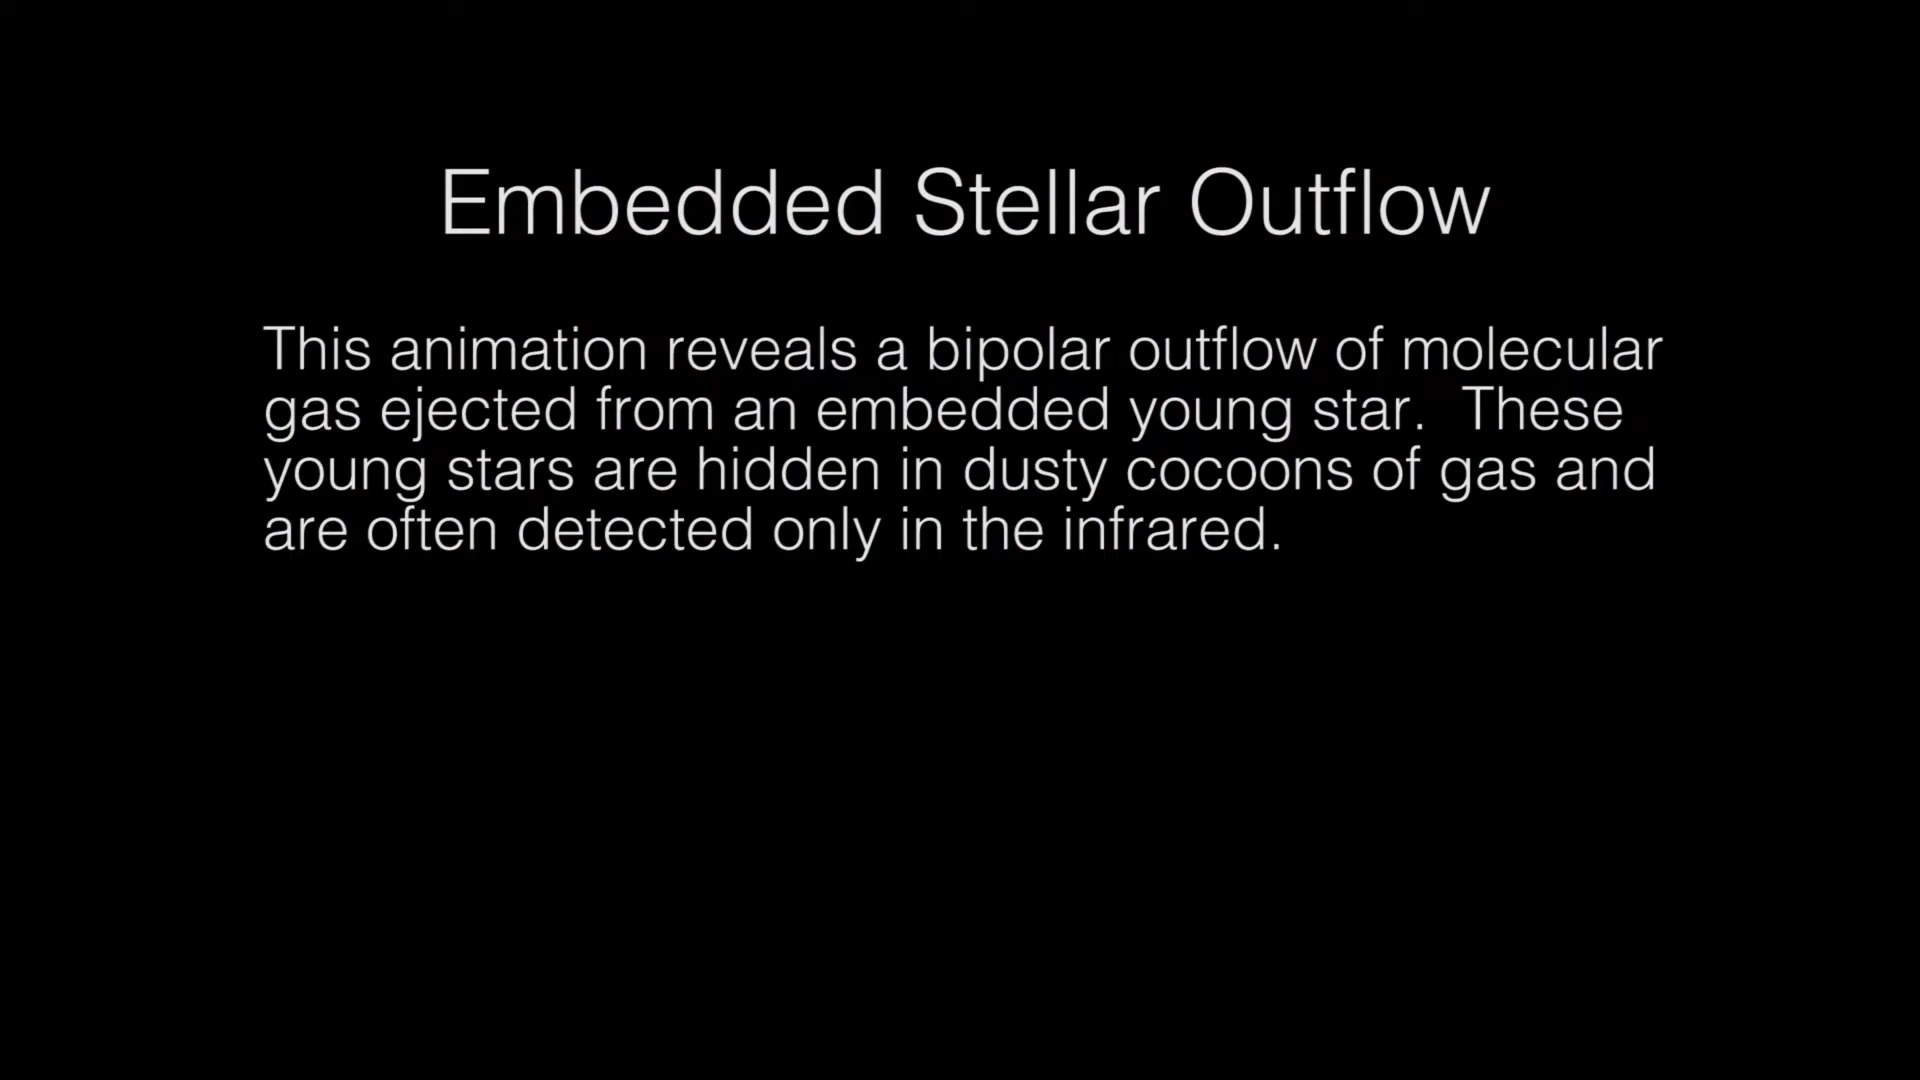 Embedded Stellar Outflow
This animation reveals a bipolar outflow of molecular
gas ejected from an embedded young star.  These
young stars are hidden in dusty cocoons of gas and
are often detected only in the infrared.